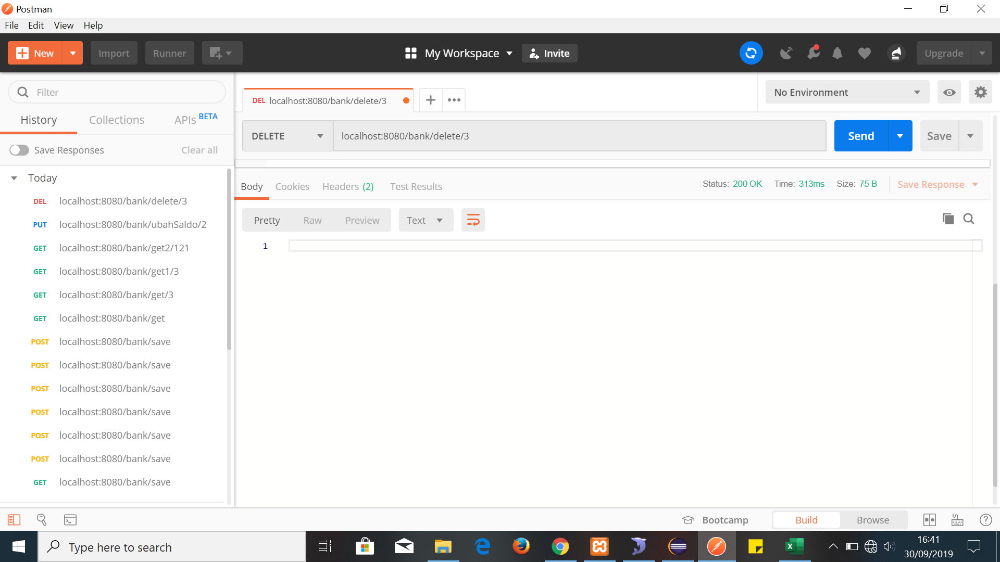 Postman
File Edit View Help
New Import Runner My Workspace Invite Upgrade
Filter
History Collections APIs BETA
Save Responses Clear all
Today
DEL localhost:8080/bank/delete/3
PUT localhost:8080/bank/ubahSaldo/2
GET localhost:8080/bank/get2/121
GET localhost:8080/bank/get1/3
GET localhost:8080/bank/get/3
GET localhost:8080/bank/get
POST localhost:8080/bank/save
POST localhost:8080/bank/save
POST localhost:8080/bank/save
POST localhost:8080/bank/save
POST localhost:8080/bank/save
POST localhost:8080/bank/save
GET localhost:8080/bank/save
DEL localhost:8080/bank/delete/3
No Environment
DELETE localhost:8080/bank/delete/3 Send Save
Body Cookies Headers (2) Test Results Status: 200 OK Time: 313ms Size: 75 B Save Response
Pretty Raw Preview Text
1
Bootcamp Build Browse
Type here to search
16:41
30/09/2019